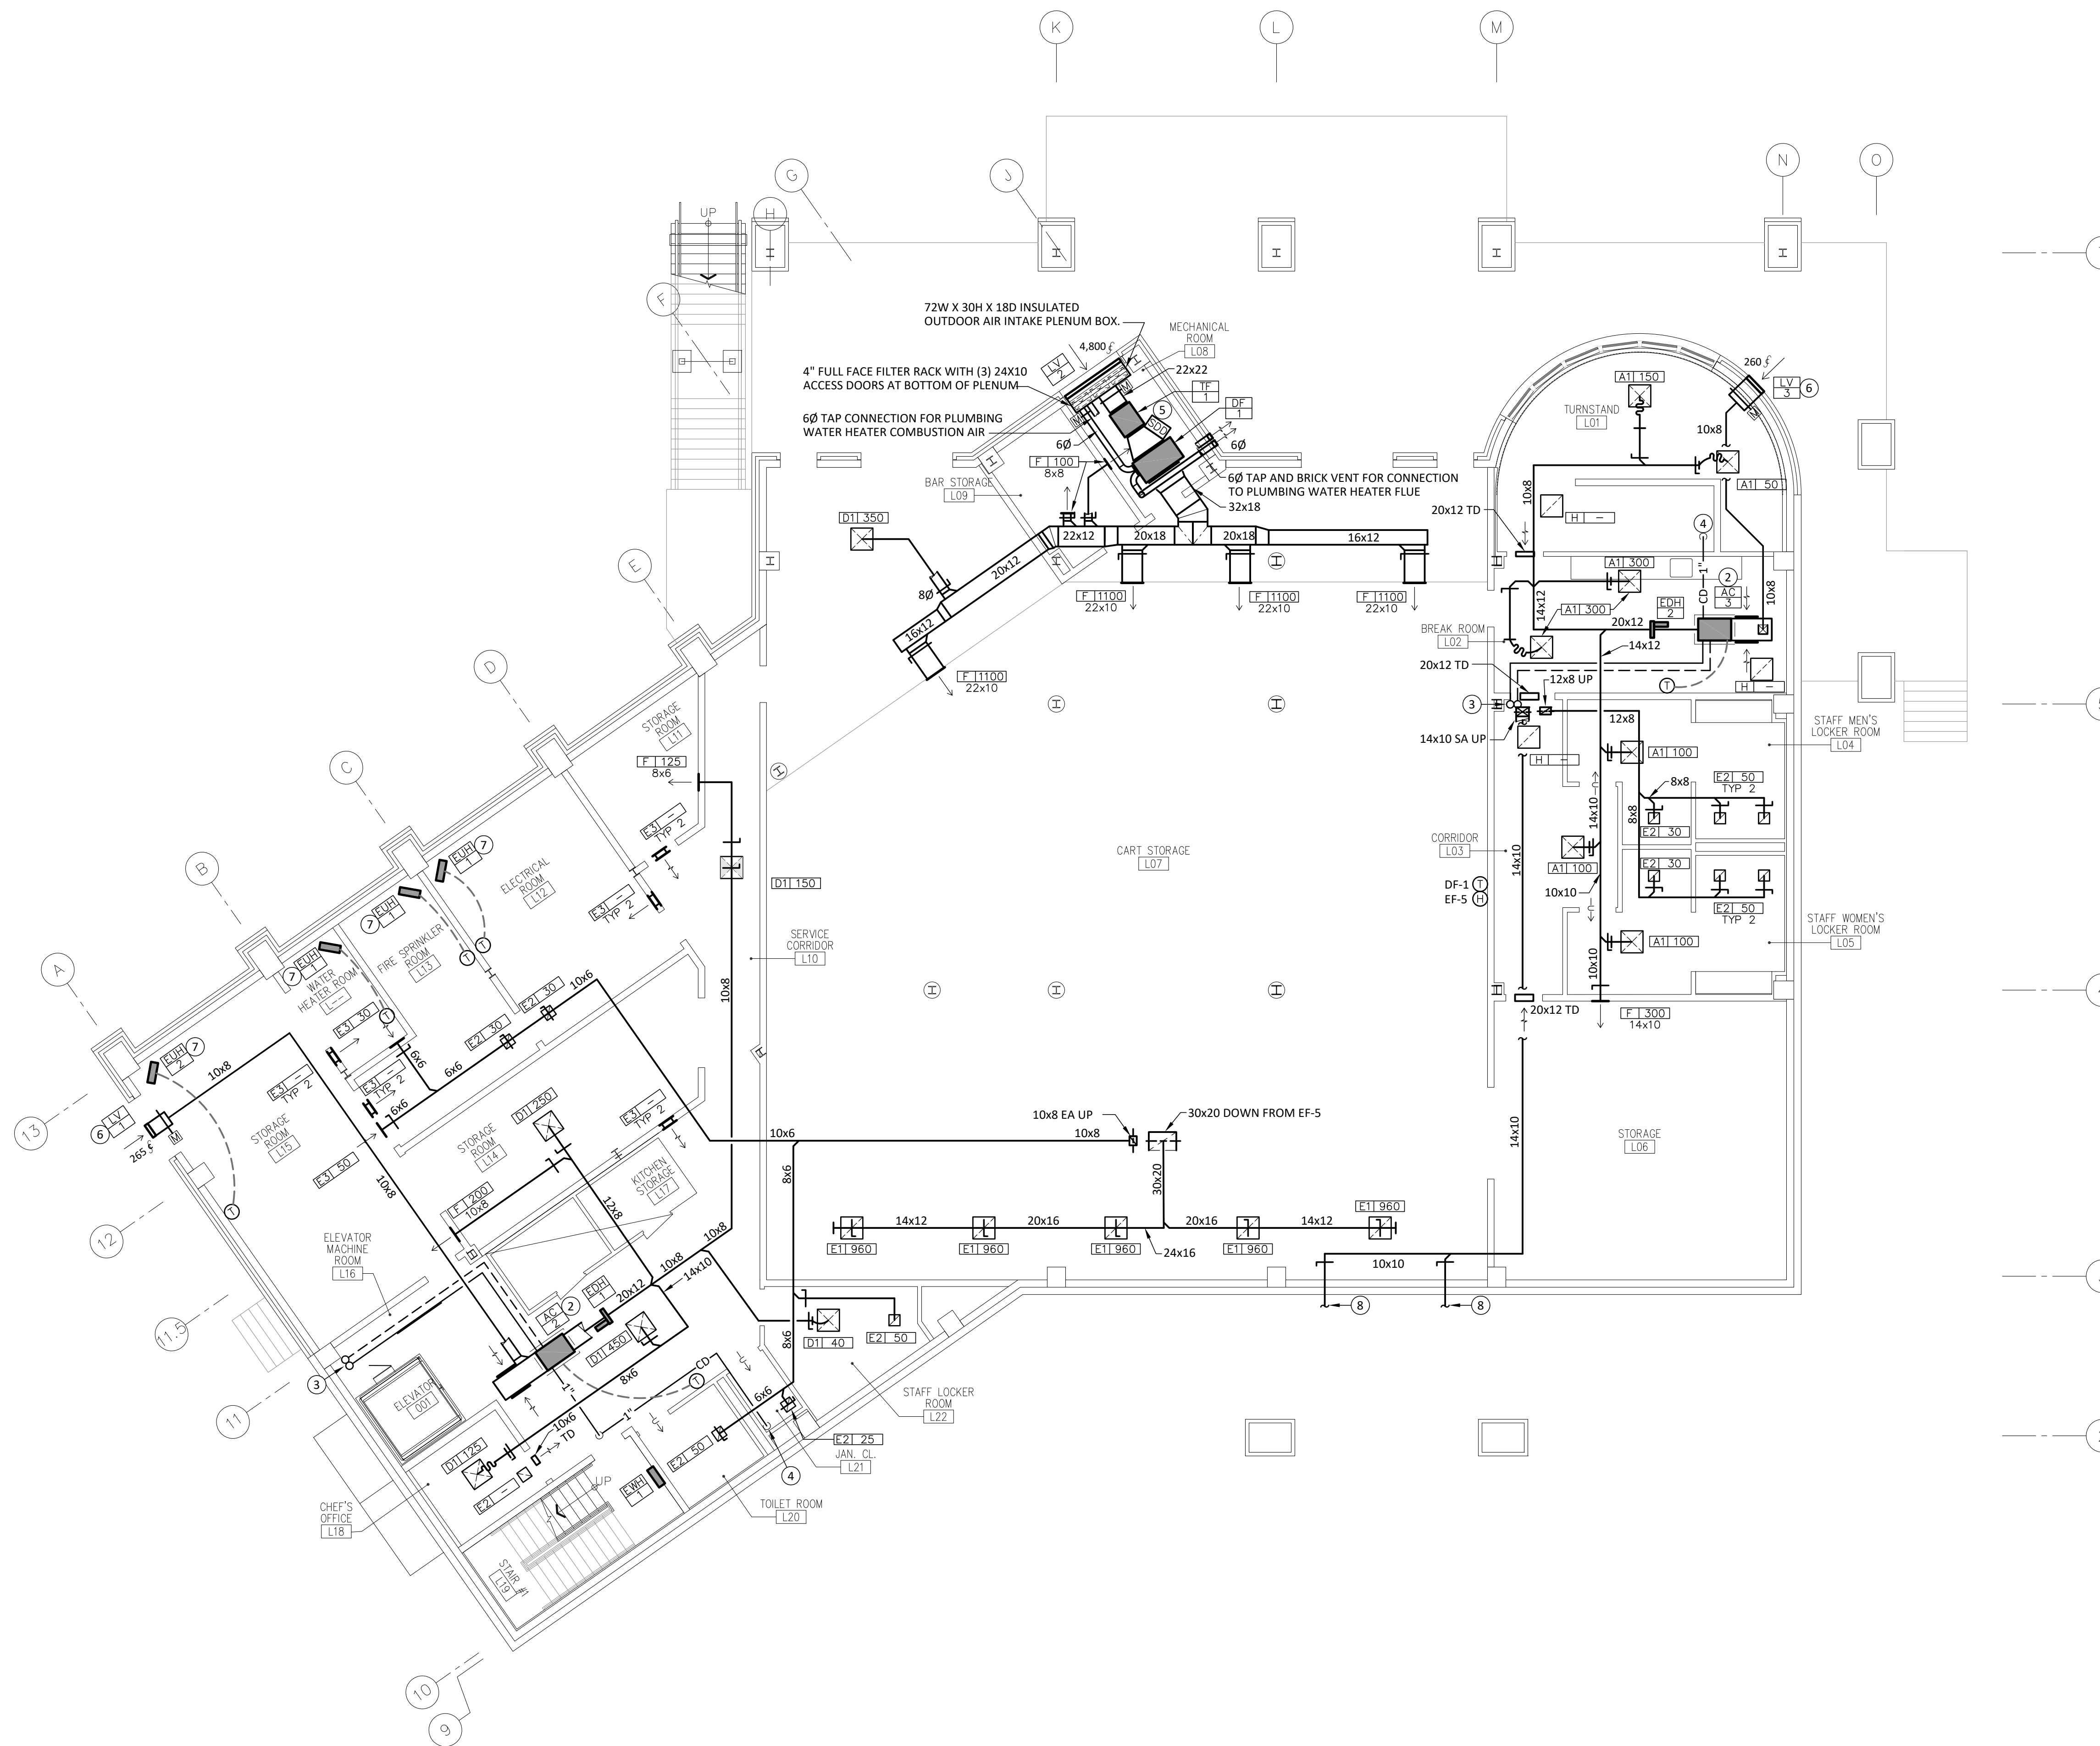 K
L
M
G
J
N
O
H
UP
F
72W X 30H X 18D INSULATED
OUTDOOR AIR INTAKE PLENUM BOX.
MECHANICAL
ROOM
L08
4,800
LV
2
4" FULL FACE FILTER RACK WITH (3) 24X10
ACCESS DOORS AT BOTTOM OF PLENUM
22x22
TF
1
M
M
5
SDD
DF
1
6Ø TAP CONNECTION FOR PLUMBING
WATER HEATER COMBUSTION AIR
6Ø
6Ø
F 100
8x8
BAR STORAGE
L09
6Ø TAP AND BRICK VENT FOR CONNECTION
TO PLUMBING WATER HEATER FLUE
32x18
A1 150
TURNSTAND
L01
260
LV
3
6
M
10x8
A1 50
10x8
H -
20x12 TD
4
D1 350
22x12
20x18
20x18
16x12
20x12
8Ø
16x12
F 1100
22x10
F 1100
22x10
F 1100
22x10
F 1100
22x10
E
D
C
B
A
A1 300
A1 300
14x12
BREAK ROOM
L02
CD
1"
2
AC
3
EDH
2
20x12
10x8
14x12
20x12 TD
12x8 UP
T
H -
3
14x10 SA UP
H -
12x8
STAFF MEN'S
LOCKER ROOM
L04
A1 100
E2 50
TYP 2
8x8
14x10
8x8
E2 30
E2 30
CORRIDOR
L03
14x10
A1 100
10x10
DF-1 T
EF-5 H
E2 50
TYP 2
STAFF WOMEN'S
LOCKER ROOM
L05
A1 100
10x10
20x12 TD
F 300
14x10
STORAGE
ROOM
L11
F 125
8x6
E3 -
TYP 2
D1 150
CART STORAGE
L07
EUH
1
7
ELECTRICAL
ROOM
L12
E3 -
TYP 2
7
EUH
1
FIRE SPRINKLER
ROOM
L13
T
T
SERVICE
CORRIDOR
L10
10x8
7
EUH
1
WATER
HEATER ROOM
L--
T
E2 30
10x6
E2 30
E3 30
6x6
6x6
E3 -
TYP 2
6x6
EUH
2
7
10x8
E3 -
TYP 2
13
6
LV
1
M
265
STORAGE
ROOM
L15
E3 50
10x8
T
12
STORAGE
ROOM
L14
D1 250
E3 -
TYP 2
KITCHEN
STORAGE
L17
F 200
10x8
12x8
10x6
10x8
10x8 EA UP
30x20 DOWN FROM EF-5
30x20
8x6
14x12
20x16
20x16
14x12
E1 960
E1 960
E1 960
E1 960
E1 960
24x16
14x10
STORAGE
L06
10x10
8
8
ELEVATOR
MACHINE
ROOM
L16
10x8
10x8
14x10
11.5
AC
2
2
EDH
1
20x12
D1 450
8x6
8x6
D1 40
E2 50
3
11
ELEVATOR
001
1"
1"
CD
T
6x6
STAFF LOCKER
ROOM
L22
D1 125
10x6
TD
E2 -
E2 50
E2 25
JAN. CL.
L21
4
CHEF'S
OFFICE
L18
UP
EWH
1
TOILET ROOM
L20
STAIR #1
L19
10
9